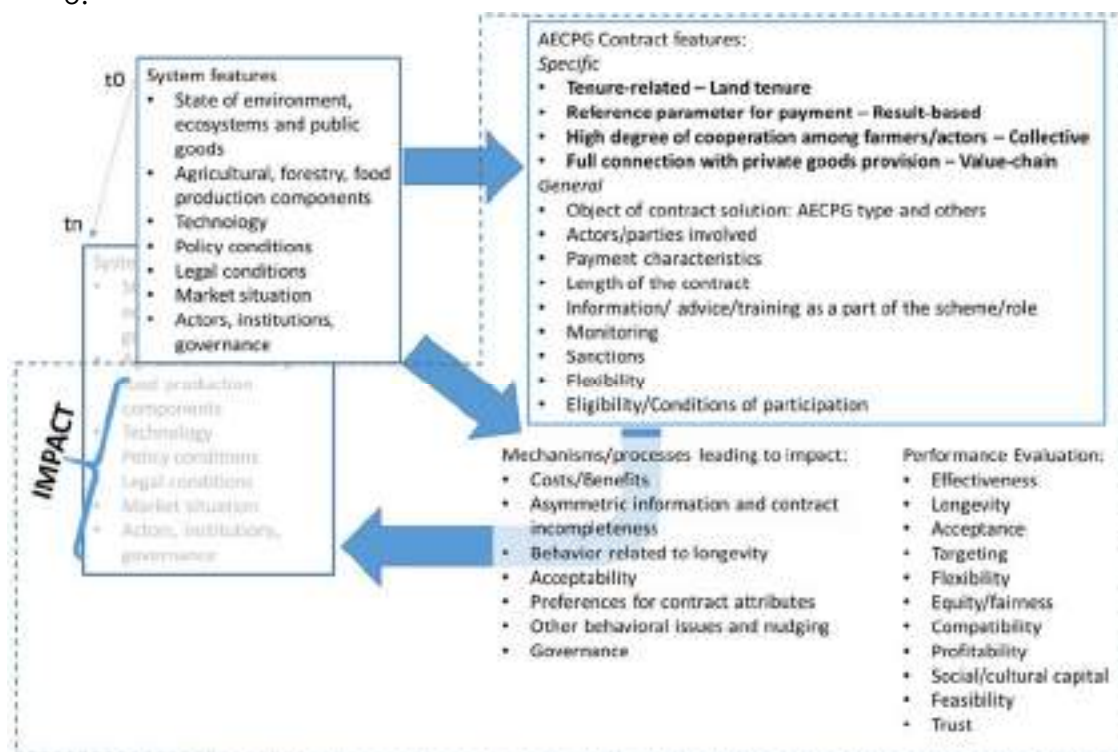 t0
System features
• State of environment,
ecosystems and public
goods
• Agricultural, forestry, food
production components
• Technology
• Policy conditions
• Legal conditions
• Market situation
• Actors, institutions,
governance
tn
Syste
food production
components
• Technology
Policy conditions
Legal conditions
• Market situation
• Actors, institutions,
governance
IMPACT
AECPG Contract features:
Specific
• Tenure-related – Land tenure
• Reference parameter for payment – Result-based
• High degree of cooperation among farmers/actors – Collective
• Full connection with private goods provision – Value-chain
General
• Object of contract solution: AECPG type and others
• Actors/parties involved
• Payment characteristics
• Length of the contract
• Information/ advice/training as a part of the scheme/role
• Monitoring
• Sanctions
• Flexibility
• Eligibility/Conditions of participation
Mechanisms/processes leading to impact:
• Costs/Benefits
• Asymmetric information and contract
incompleteness
• Behavior related to longevity
• Acceptability
• Preferences for contract attributes
• Other behavioral issues and nudging
• Governance
Performance Evaluation:
• Effectiveness
• Longevity
• Acceptance
• Targeting
• Flexibility
• Equity/fairness
• Compatibility
• Profitability
• Social/cultural capital
• Feasibility
• Trust